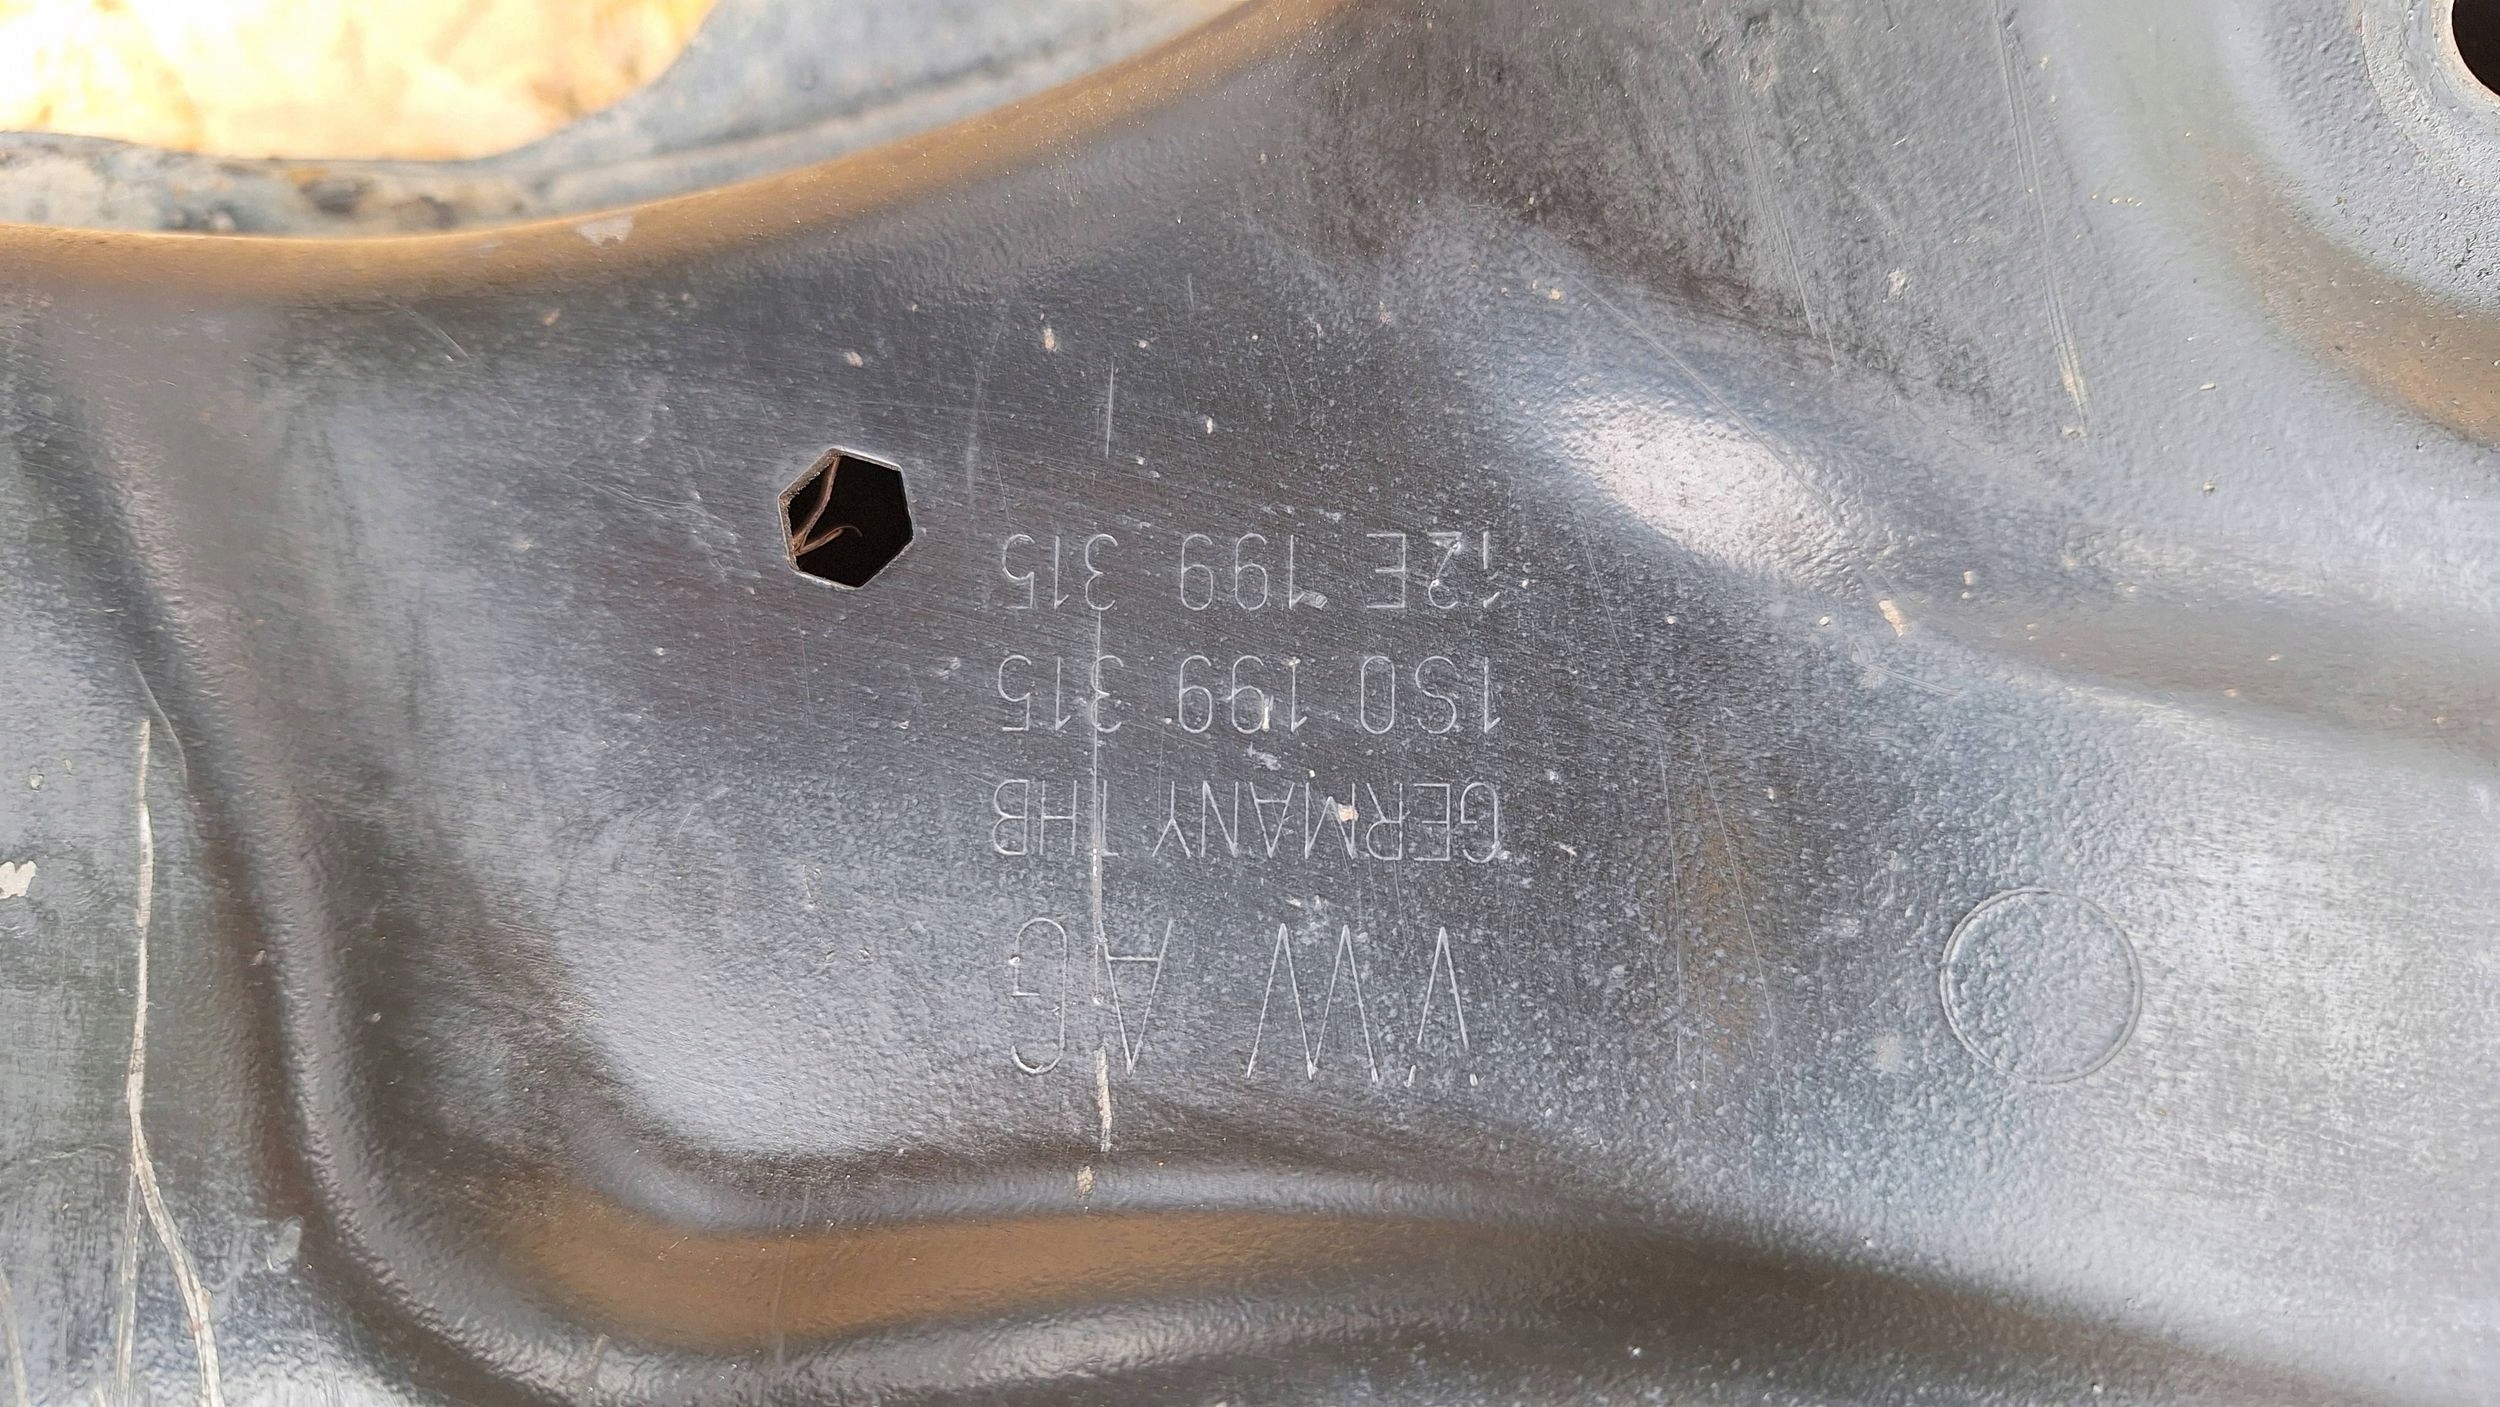 VW AG
GERMANY THB
1S0 199 315
12E 199 315